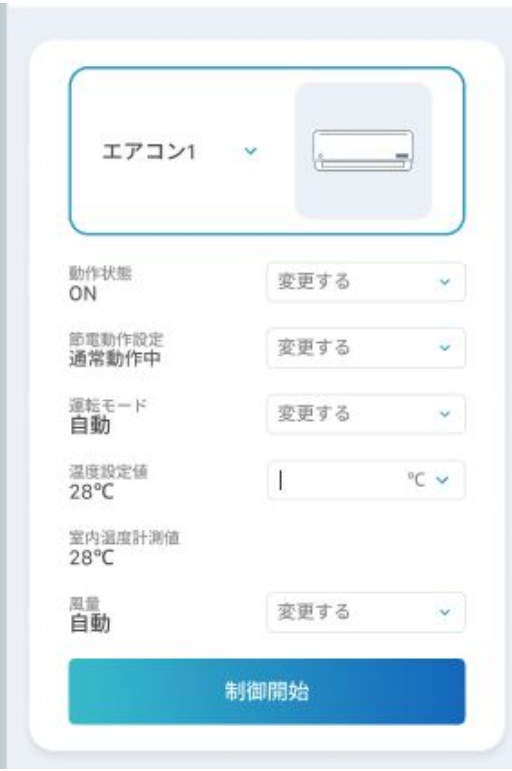 エアコン1
動作状態
ON
変更する
節電動作設定
通常動作中
変更する
運転モード
自動
変更する
温度設定値
28℃
℃
室内温度計測値
28℃
風量
自動
変更する
制御開始